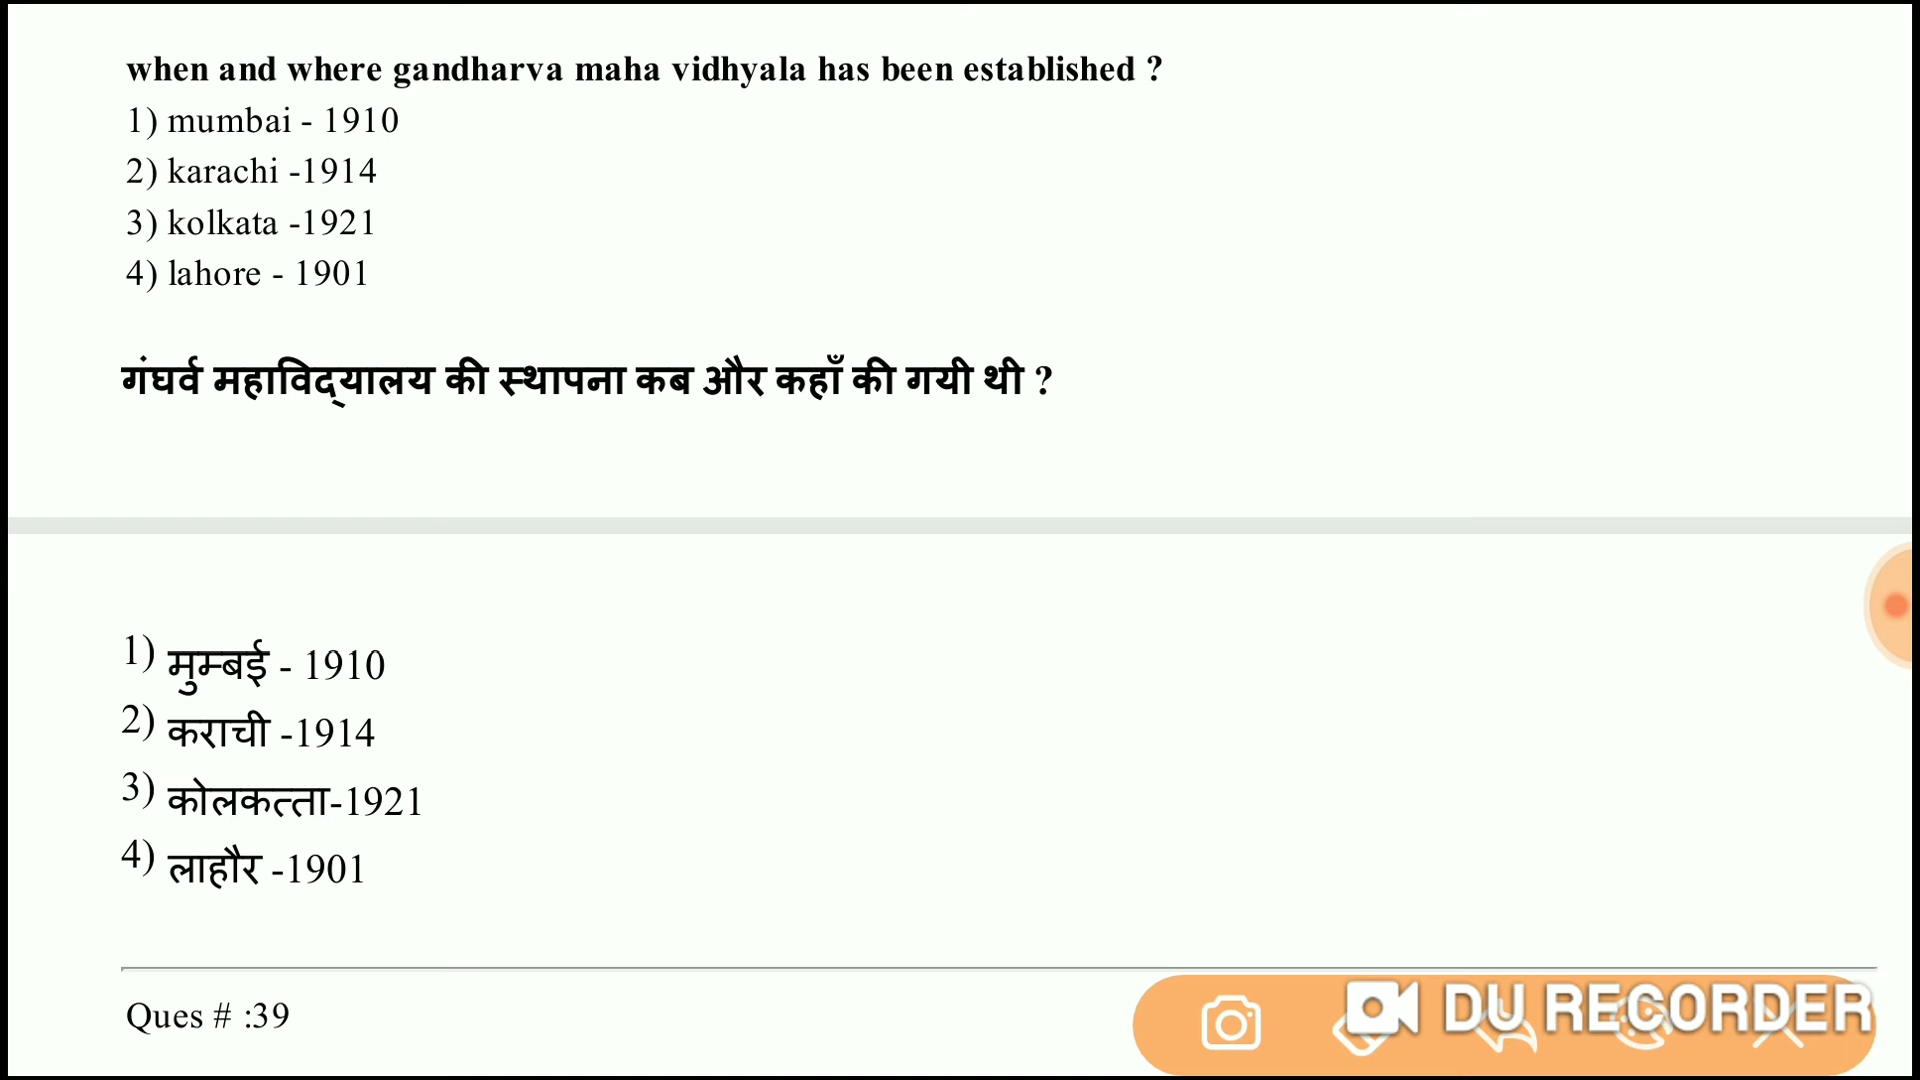 when and where gandharva maha vidhyala has been established ?
1) mumbai - 1910
2) karachi -1914
3) kolkata -1921
4) lahore - 1901
गंघर्व महाविद्यालय की स्थापना कब और कहाँ की गयी थी ?
1) मुम्बई - 1910
2) कराची -1914
3) कोलकत्ता-1921
4) लाहौर -1901
Ques # :39
DU RECORDER